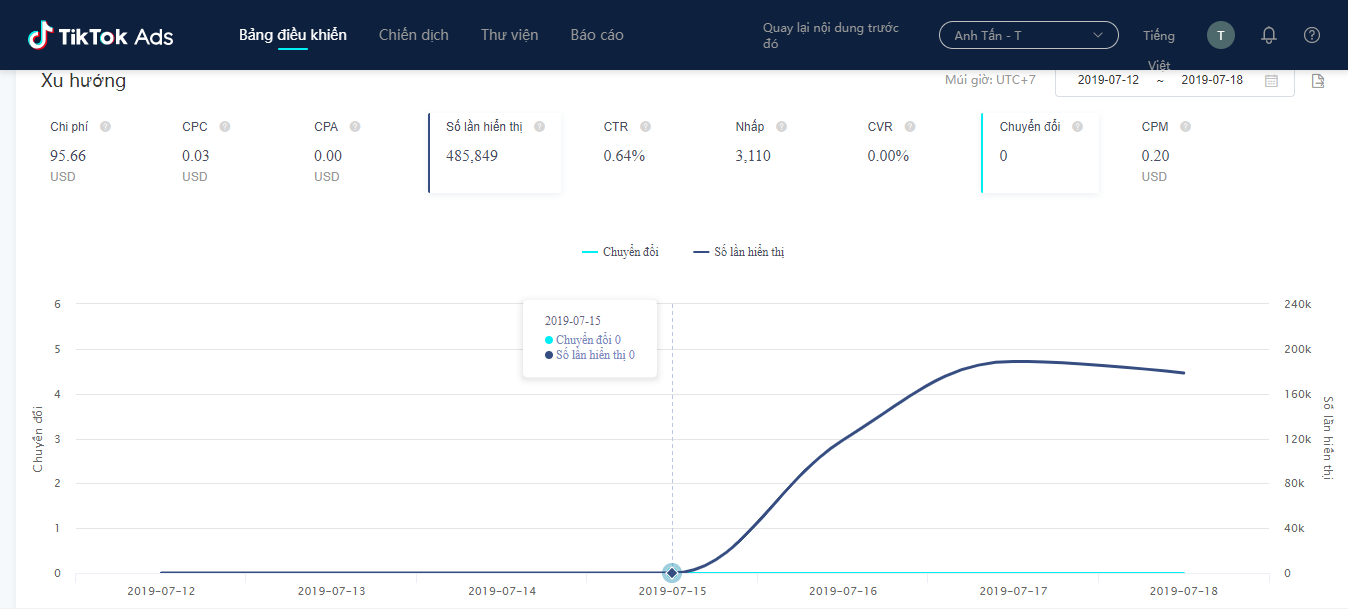 TikTok Ads
Bảng điều khiển
Chiến dịch
Thư viện
Báo cáo
Quay lại nội dung trước
đó
Anh Tấn - T
Tiếng
Việt
T
Xu hướng
Múi giờ: UTC+7
2019-07-12 ~ 2019-07-18
Chi phí
95.66
USD
CPC
0.03
USD
CPA
0.00
USD
Số lần hiển thị
485,849
CTR
0.64%
Nhấp
3,110
CVR
0.00%
Chuyển đổi
0
CPM
0.20
USD
Chuyển đổi
Số lần hiển thị
6
5
4
3
2
1
0
Chuyển đổi
2019-07-15
Chuyển đổi 0
Số lần hiển thị 0
240k
200k
160k
120k
80k
40k
0
Số lần hiển thị
2019-07-12
2019-07-13
2019-07-14
2019-07-15
2019-07-16
2019-07-17
2019-07-18